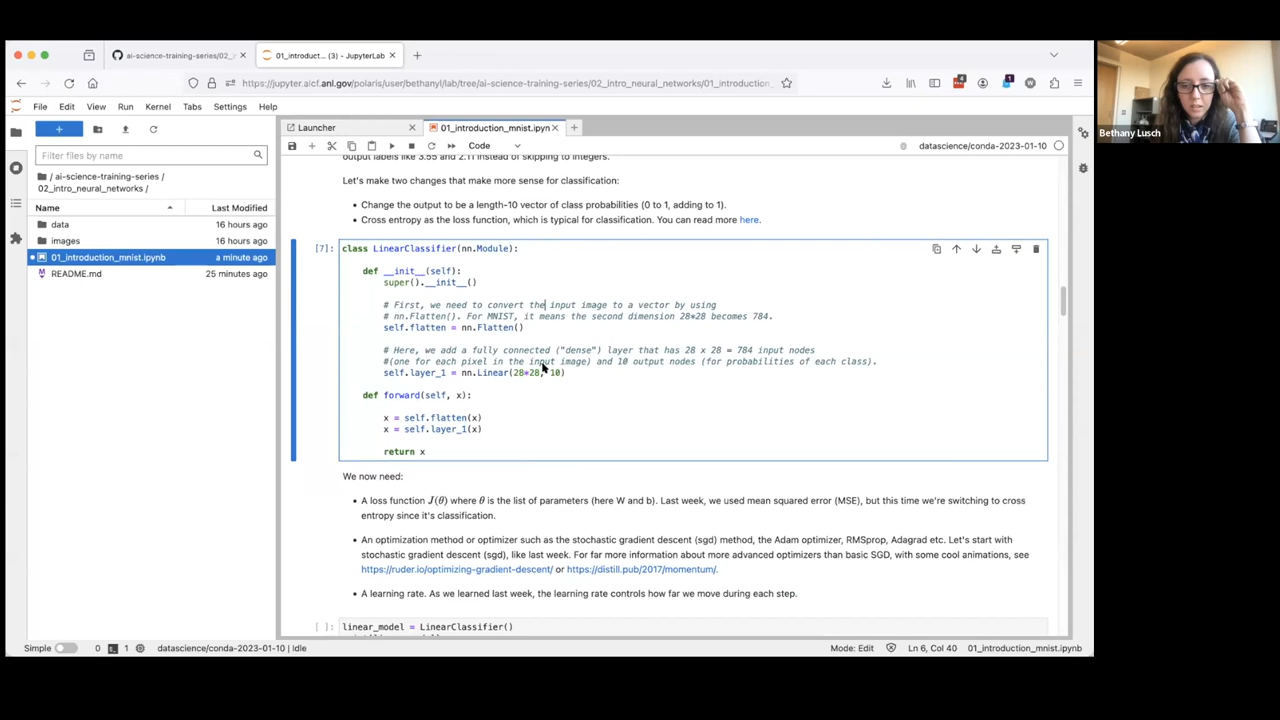 ai-science-training-series/02_
01_introduct... (3) - JupyterLab
https://jupyter.alcf.anl.gov/polaris/user/bethanyl/lab/tree/ai-science-training-series/02_intro_neural_networks/01_introduction_
4
1
Bethany Lusch
File Edit View Run Kernel Tabs Settings Help
Launcher
01_introduction_mnist.ipyn
Code
datascience/conda-2023-01-10
Filter files by name
/ ai-science-training-series /
02_intro_neural_networks /
Name Last Modified
data 16 hours ago
images 16 hours ago
01_introduction_mnist.ipynb a minute ago
README.md 25 minutes ago
output labels like 3.55 and 2.11 instead of skipping to integers.
Let's make two changes that make more sense for classification:
• Change the output to be a length-10 vector of class probabilities (0 to 1, adding to 1).
• Cross entropy as the loss function, which is typical for classification. You can read more here.
[7]: class LinearClassifier(nn.Module):
def __init__(self):
super().__init__()
# First, we need to convert the input image to a vector by using
# nn.Flatten(). For MNIST, it means the second dimension 28*28 becomes 784.
self.flatten = nn.Flatten()
# Here, we add a fully connected ("dense") layer that has 28 x 28 = 784 input nodes
#(one for each pixel in the input image) and 10 output nodes (for probabilities of each class).
self.layer_1 = nn.Linear(28*28, 10)
def forward(self, x):
x = self.flatten(x)
x = self.layer_1(x)
return x
We now need:
• A loss function J(θ) where θ is the list of parameters (here W and b). Last week, we used mean squared error (MSE), but this time we're switching to cross
entropy since it's classification.
• An optimization method or optimizer such as the stochastic gradient descent (sgd) method, the Adam optimizer, RMSprop, Adagrad etc. Let's start with
stochastic gradient descent (sgd), like last week. For far more information about more advanced optimizers than basic SGD, with some cool animations, see
https://ruder.io/optimizing-gradient-descent/ or https://distill.pub/2017/momentum/.
• A learning rate. As we learned last week, the learning rate controls how far we move during each step.
[ ]: linear_model = LinearClassifier()
Simple 0 1 datascience/conda-2023-01-10 | Idle
Mode: Edit Ln 6, Col 40 01_introduction_mnist.ipynb